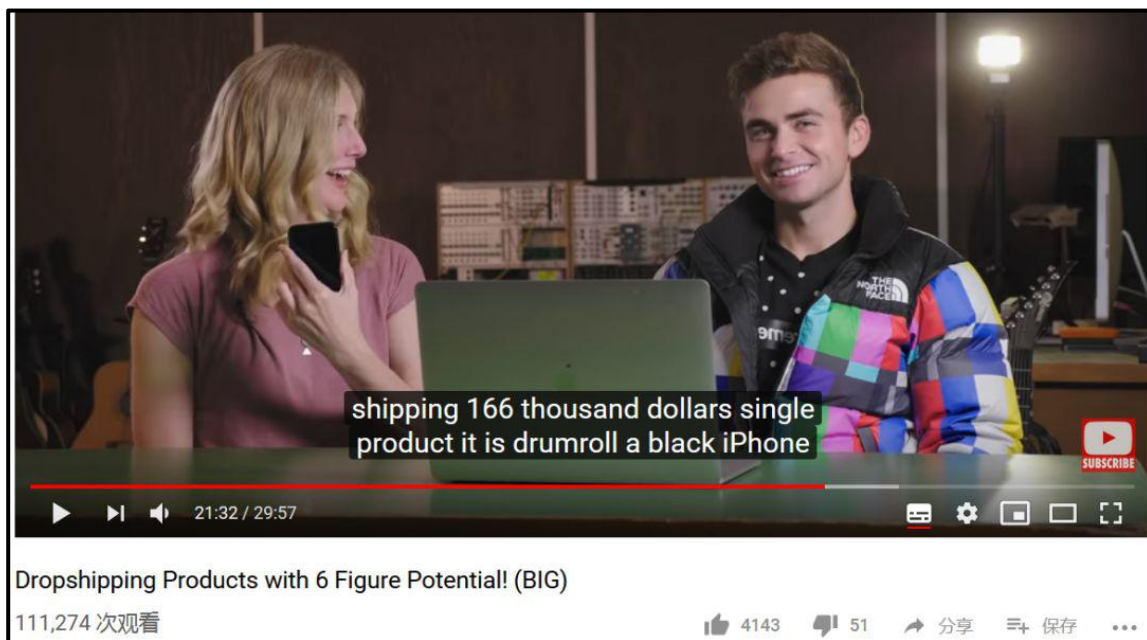 THE
NORTH
FACE
preme
shipping 166 thousand dollars single
product it is drumroll a black iPhone
SUBSCRIBE
21:32 / 29:57
Dropshipping Products with 6 Figure Potential! (BIG)
111,274 次观看
4143
51
分享
保存